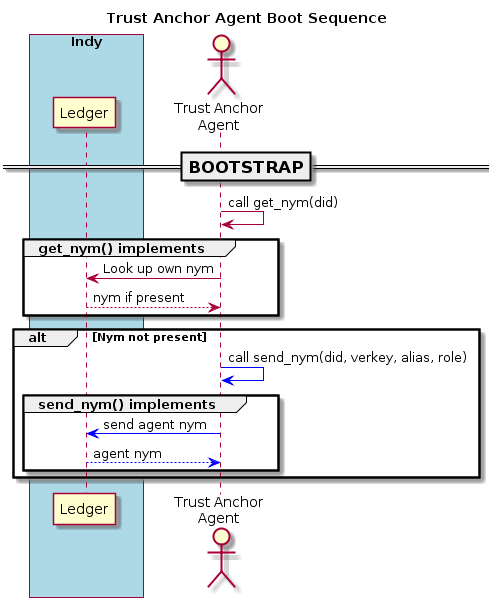 Trust Anchor Agent Boot Sequence
Indy
Ledger
Trust Anchor
Agent
BOOTSTRAP
call get_nym(did)
get_nym() implements
Look up own nym
nym if present
alt
[Nym not present]
call send_nym(did, verkey, alias, role)
send_nym() implements
send agent nym
agent nym
Ledger
Trust Anchor
Agent